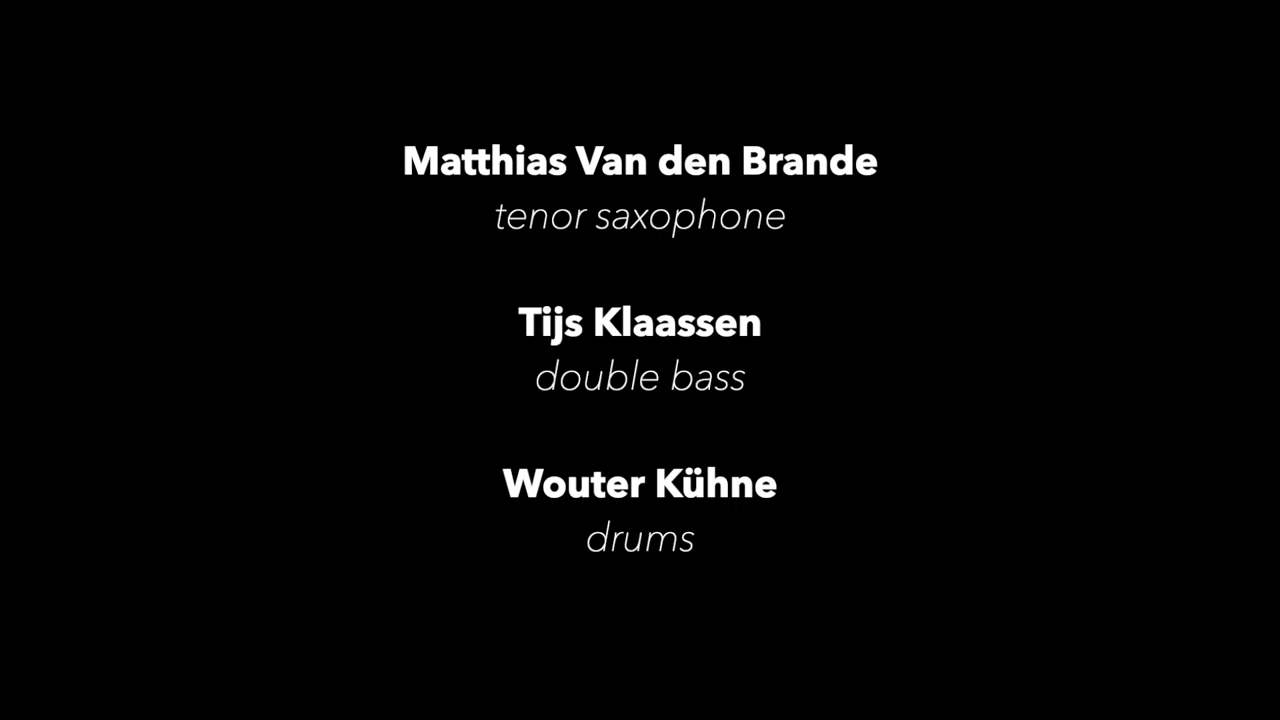 Matthias Van den Brande
tenor saxophone
Tijs Klaassen
double bass
Wouter Kühne
drums